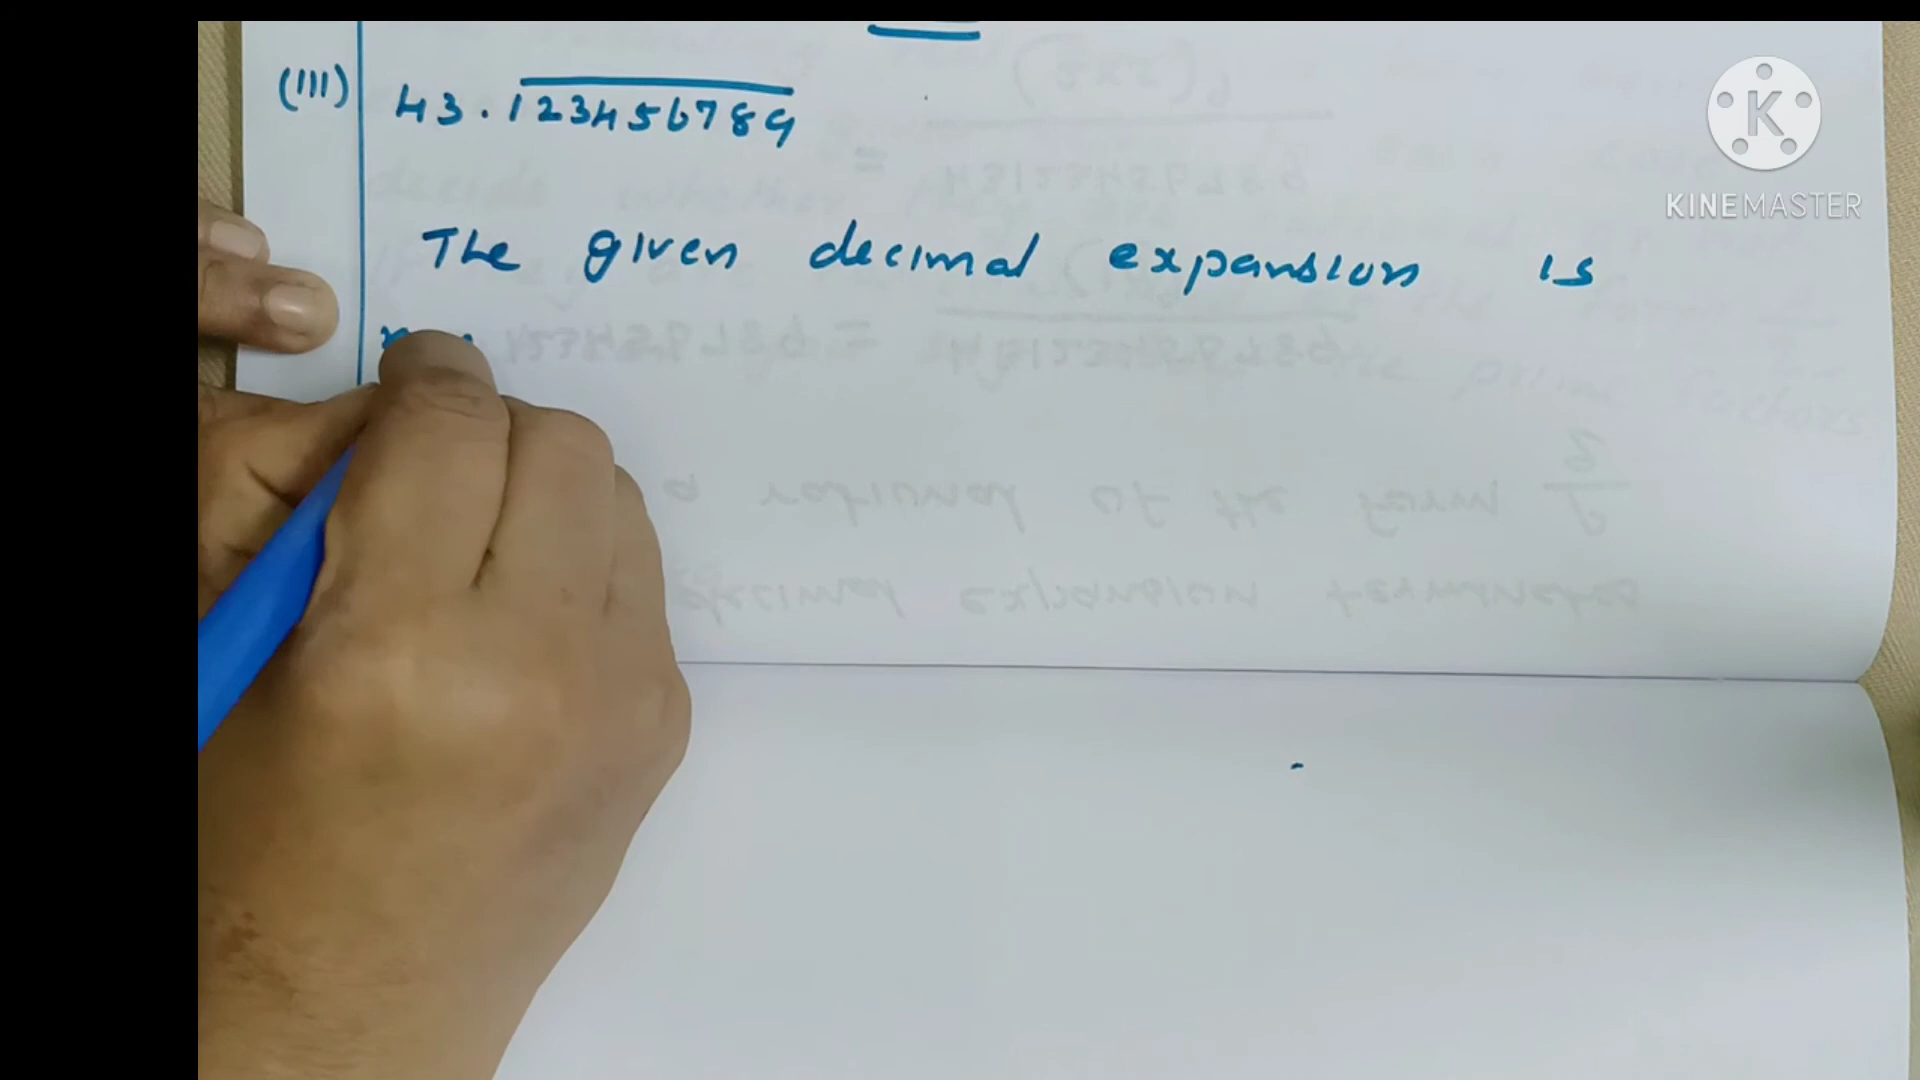 (III) 43.123456789
The given decimal expansion is
KINEMASTER